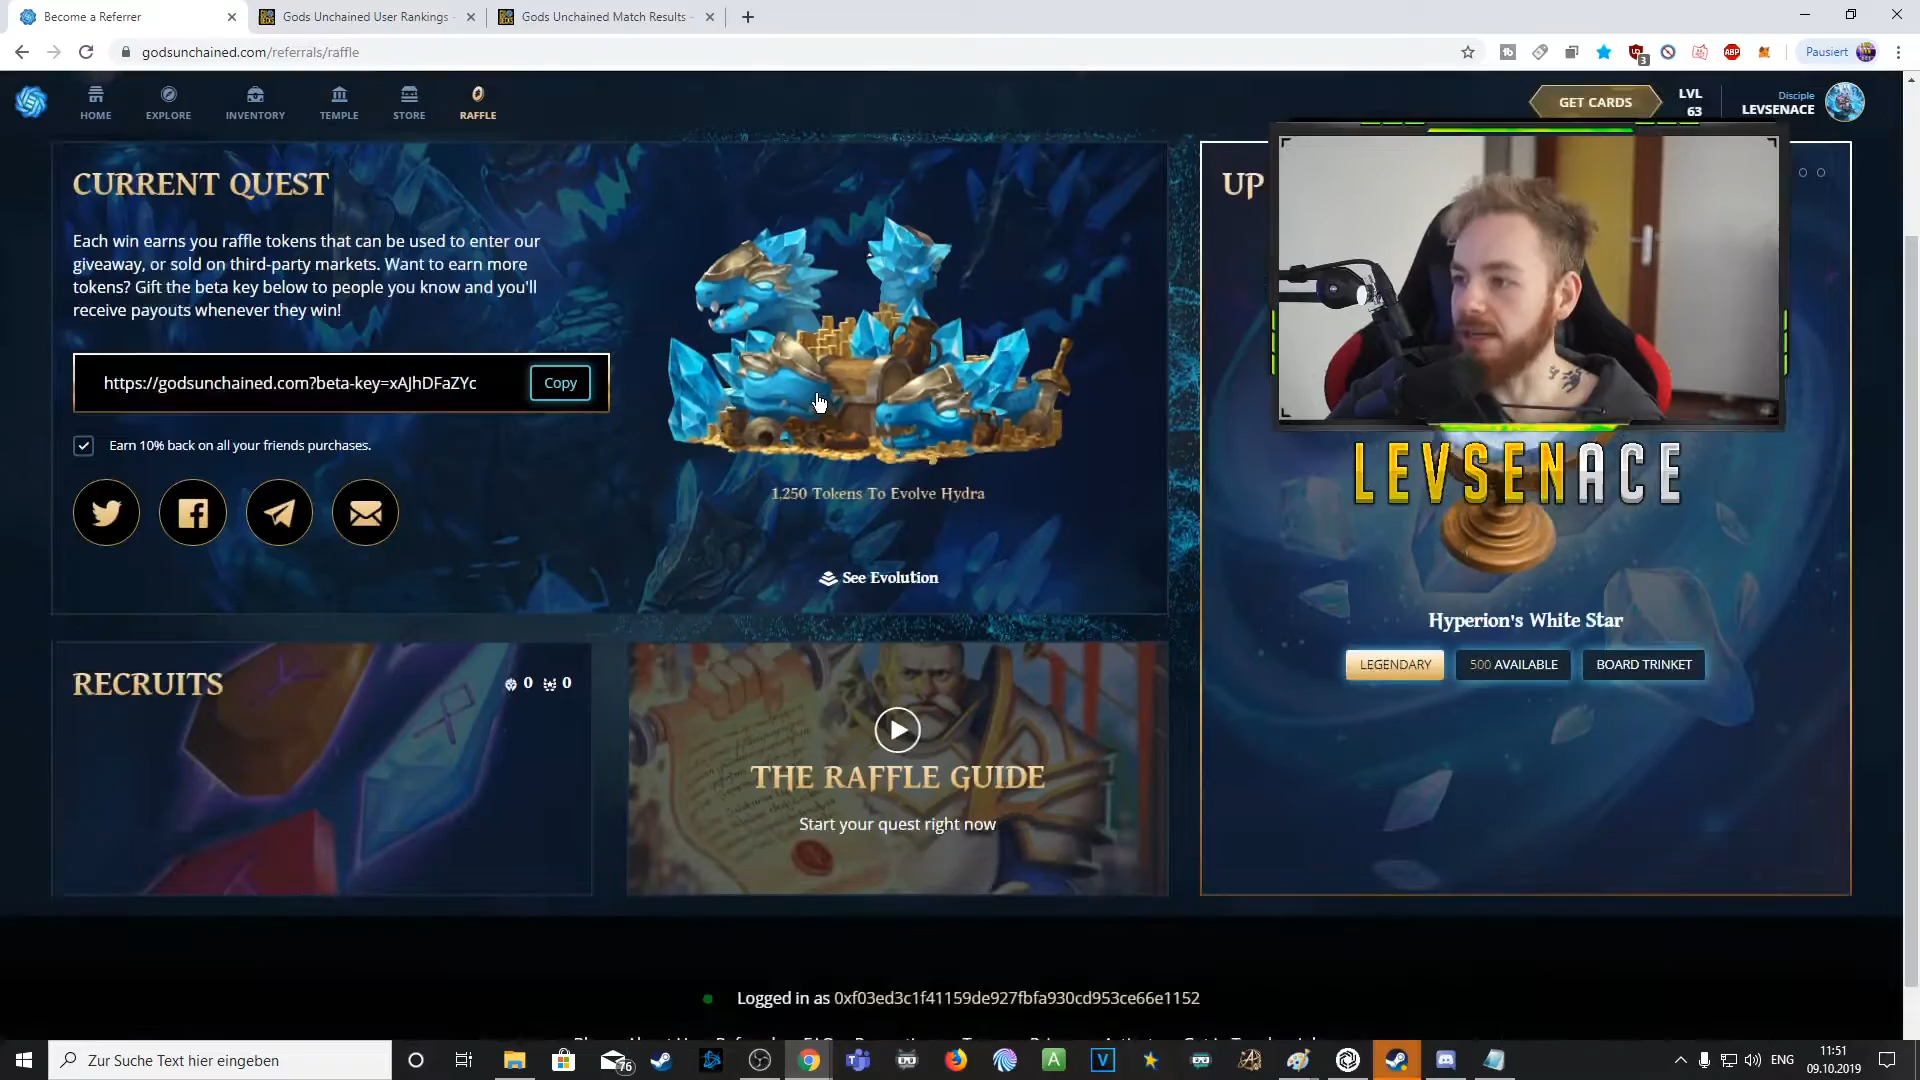 Become a Referrer
Gods Unchained User Rankings -
Gods Unchained Match Results -
godsunchained.com/referrals/raffle
3
ABP
Pausiert
HOME
EXPLORE
INVENTORY
TEMPLE
STORE
RAFFLE
GET CARDS
LVL
63
Disciple
LEVSENACE
CURRENT QUEST
Each win earns you raffle tokens that can be used to enter our
giveaway, or sold on third-party markets. Want to earn more
tokens? Gift the beta key below to people you know and you'll
receive payouts whenever they win!
https://godsunchained.com?beta-key=xAJhDFaZYc
Copy
Earn 10% back on all your friends purchases.
1,250 Tokens To Evolve Hydra
See Evolution
UP
LEVSENACE
Hyperion's White Star
LEGENDARY
500 AVAILABLE
BOARD TRINKET
RECRUITS
0
0
THE RAFFLE GUIDE
Start your quest right now
Logged in as 0xf03ed3c1f41159de927fbfa930cd953ce66e1152
Zur Suche Text hier eingeben
76
ENG
11:51
09.10.2019